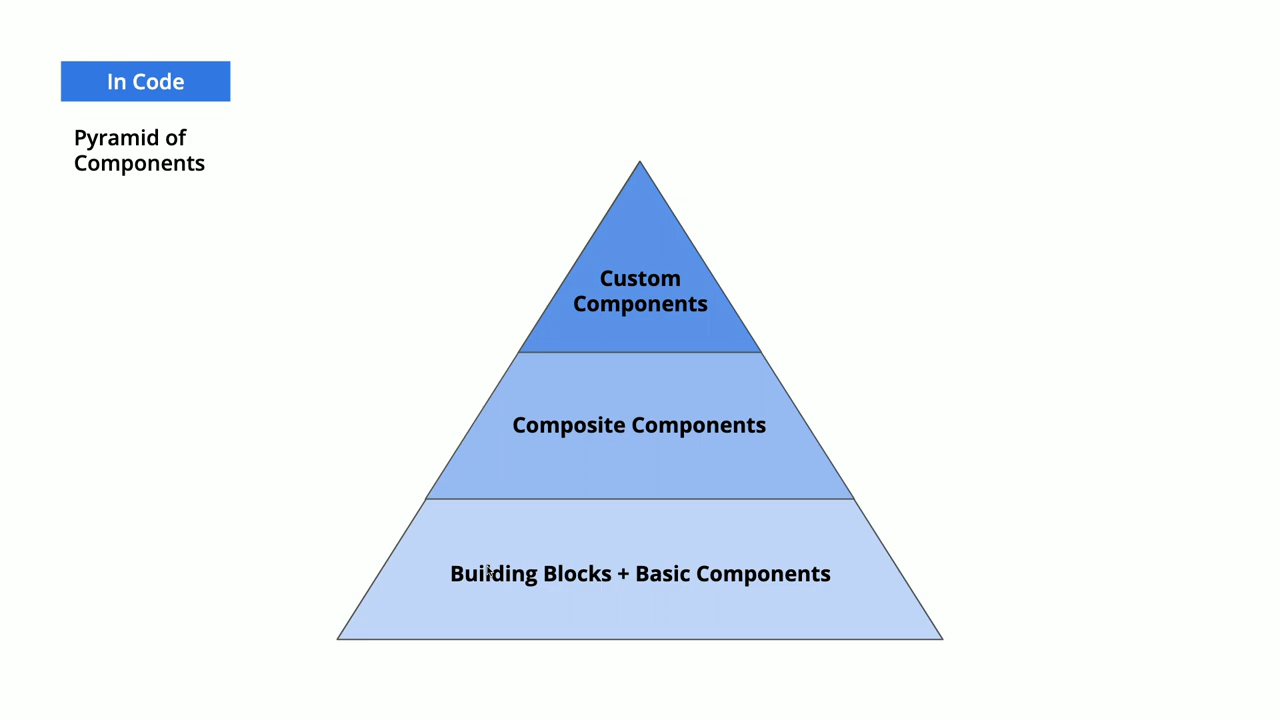 In Code
Pyramid of
Components
Custom
Components
Composite Components
Building Blocks + Basic Components